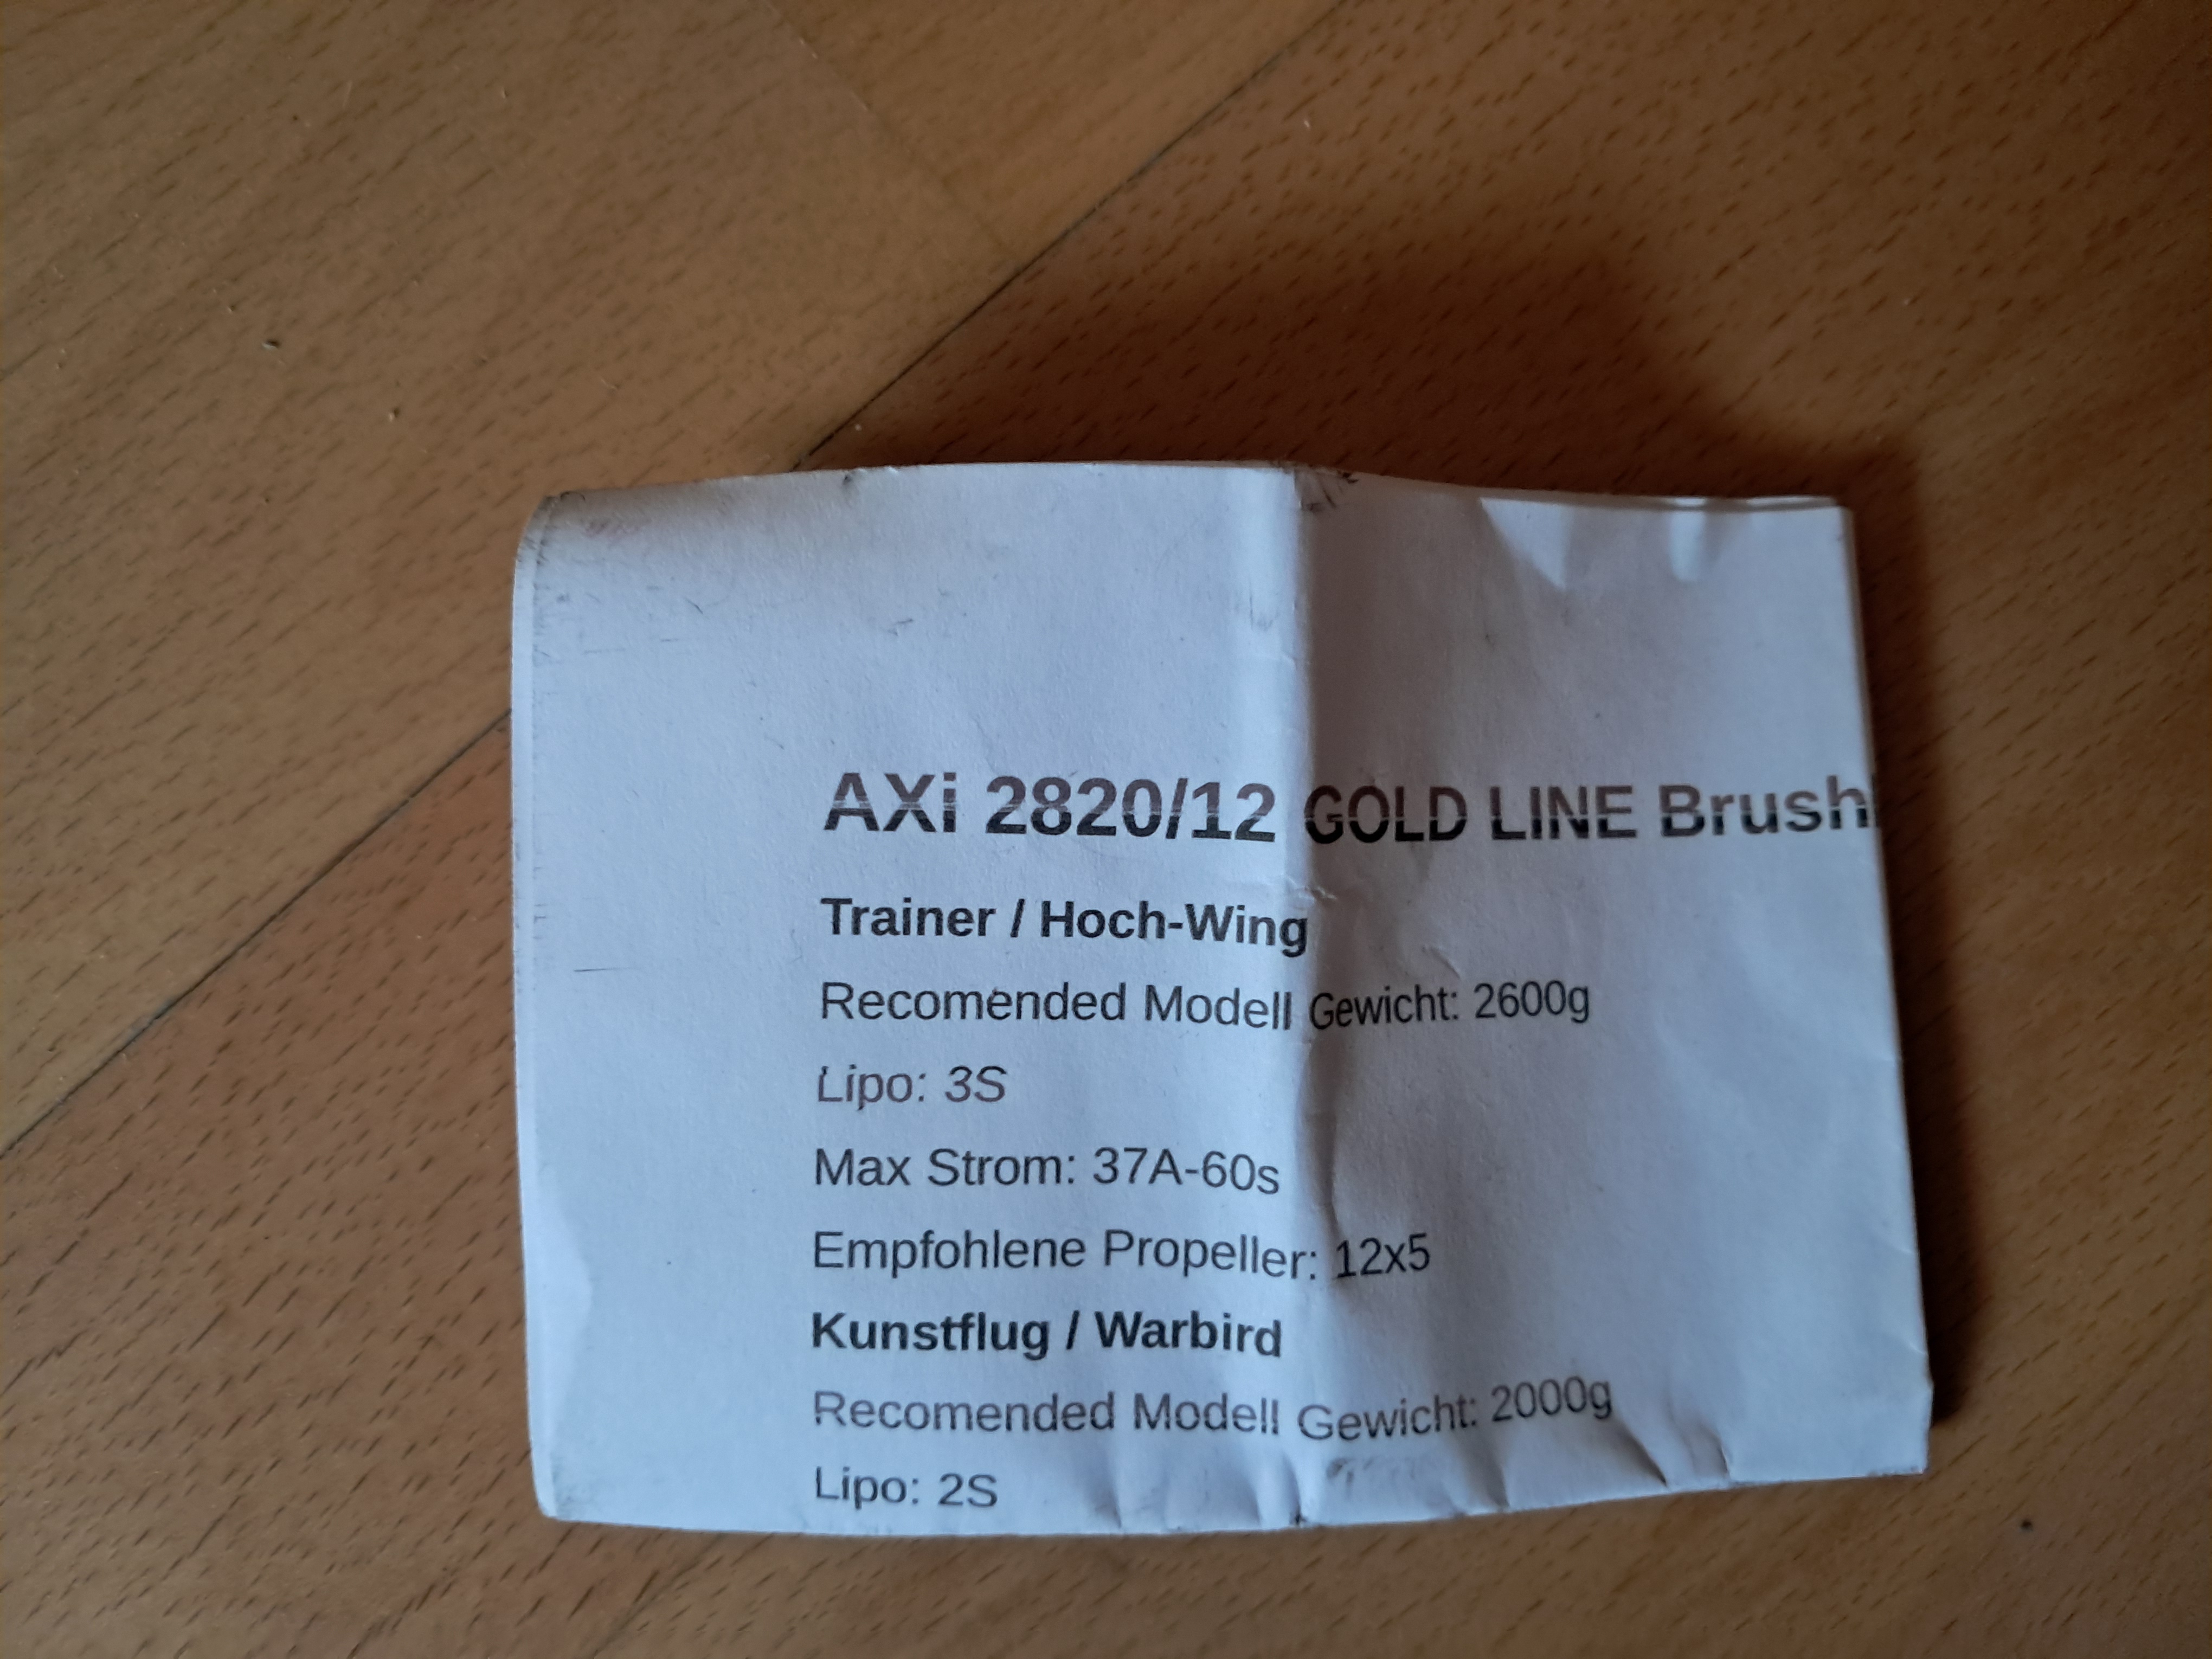 AXi 2820/12 GOLD LINE Brush
Trainer / Hoch-Wing
Recomended Modell Gewicht: 2600g
Lipo: 3S
Max Strom: 37A-60s
Empfohlene Propeller: 12x5
Kunstflug / Warbird
Recomended Modell Gewicht: 2000g
Lipo: 2S